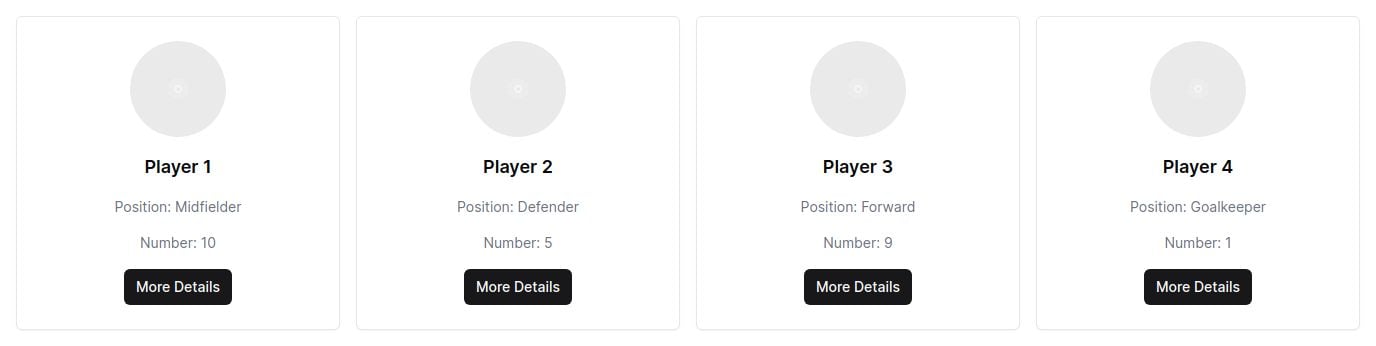 Player 1
Position: Midfielder
Number: 10
More Details
Player 2
Position: Defender
Number: 5
More Details
Player 3
Position: Forward
Number: 9
More Details
Player 4
Position: Goalkeeper
Number: 1
More Details